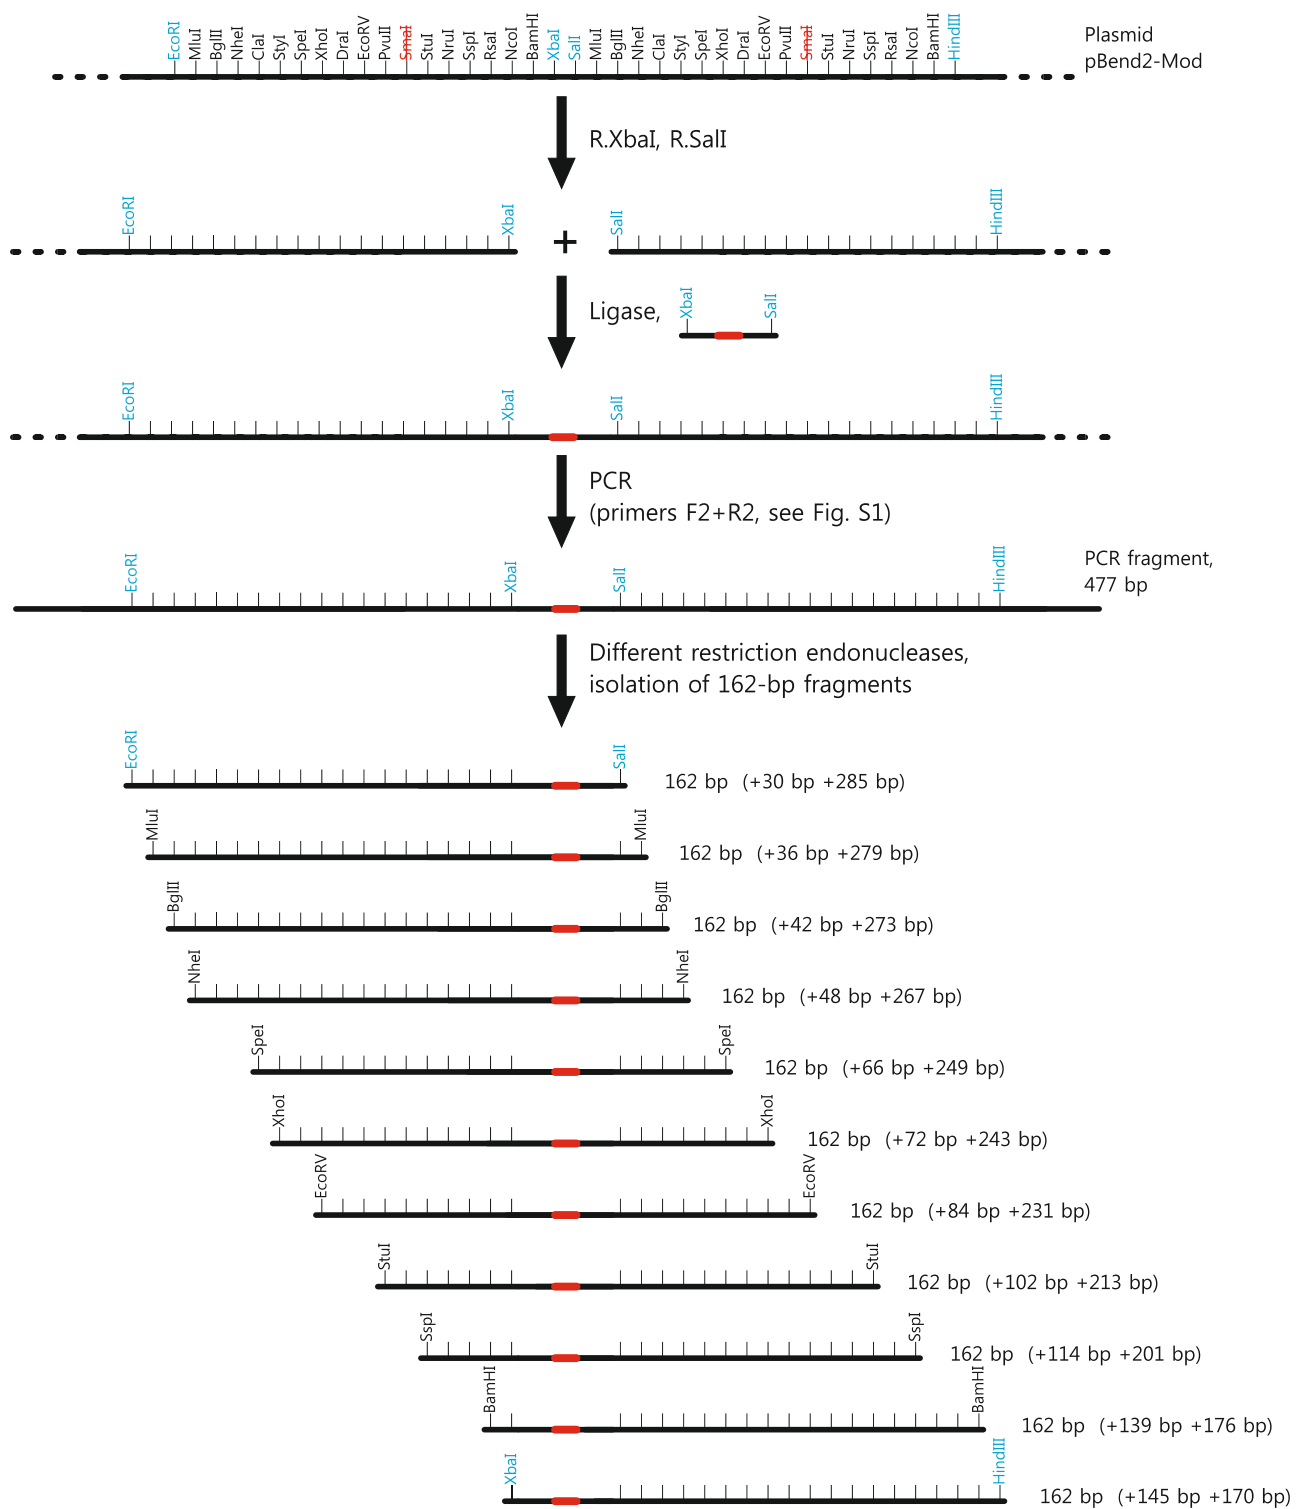 EcoRI MluI BglII NheI ClaI StyI SpeI XhoI DraI EcoRV PvuII SmaI StuI NruI SspI RsaI NcoI BamHI XbaI SalI MluI BglII NheI ClaI StyI SpeI XhoI DraI EcoRV PvuII SmaI StuI NruI SspI RsaI NcoI BamHI HindIII
Plasmid
pBend2-Mod
R.XbaI, R.SalI
EcoRI XbaI SalI HindIII
+
Ligase,
XbaI SalI
EcoRI XbaI SalI HindIII
PCR
(primers F2+R2, see Fig. S1)
EcoRI XbaI SalI HindIII
PCR fragment,
477 bp
Different restriction endonucleases,
isolation of 162-bp fragments
EcoRI SalI
162 bp (+30 bp +285 bp)
MluI MluI
162 bp (+36 bp +279 bp)
BglII BglII
162 bp (+42 bp +273 bp)
NheI NheI
162 bp (+48 bp +267 bp)
SpeI SpeI
162 bp (+66 bp +249 bp)
XhoI XhoI
162 bp (+72 bp +243 bp)
EcoRV EcoRV
162 bp (+84 bp +231 bp)
StuI StuI
162 bp (+102 bp +213 bp)
SspI SspI
162 bp (+114 bp +201 bp)
BamHI BamHI
162 bp (+139 bp +176 bp)
XbaI HindIII
162 bp (+145 bp +170 bp)